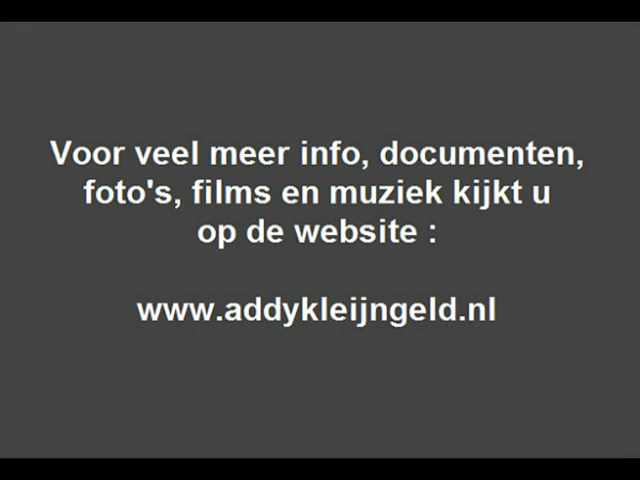 Voor veel meer info, documenten,
foto's, films en muziek kijkt u
op de website :
www.addykleijngeld.nl